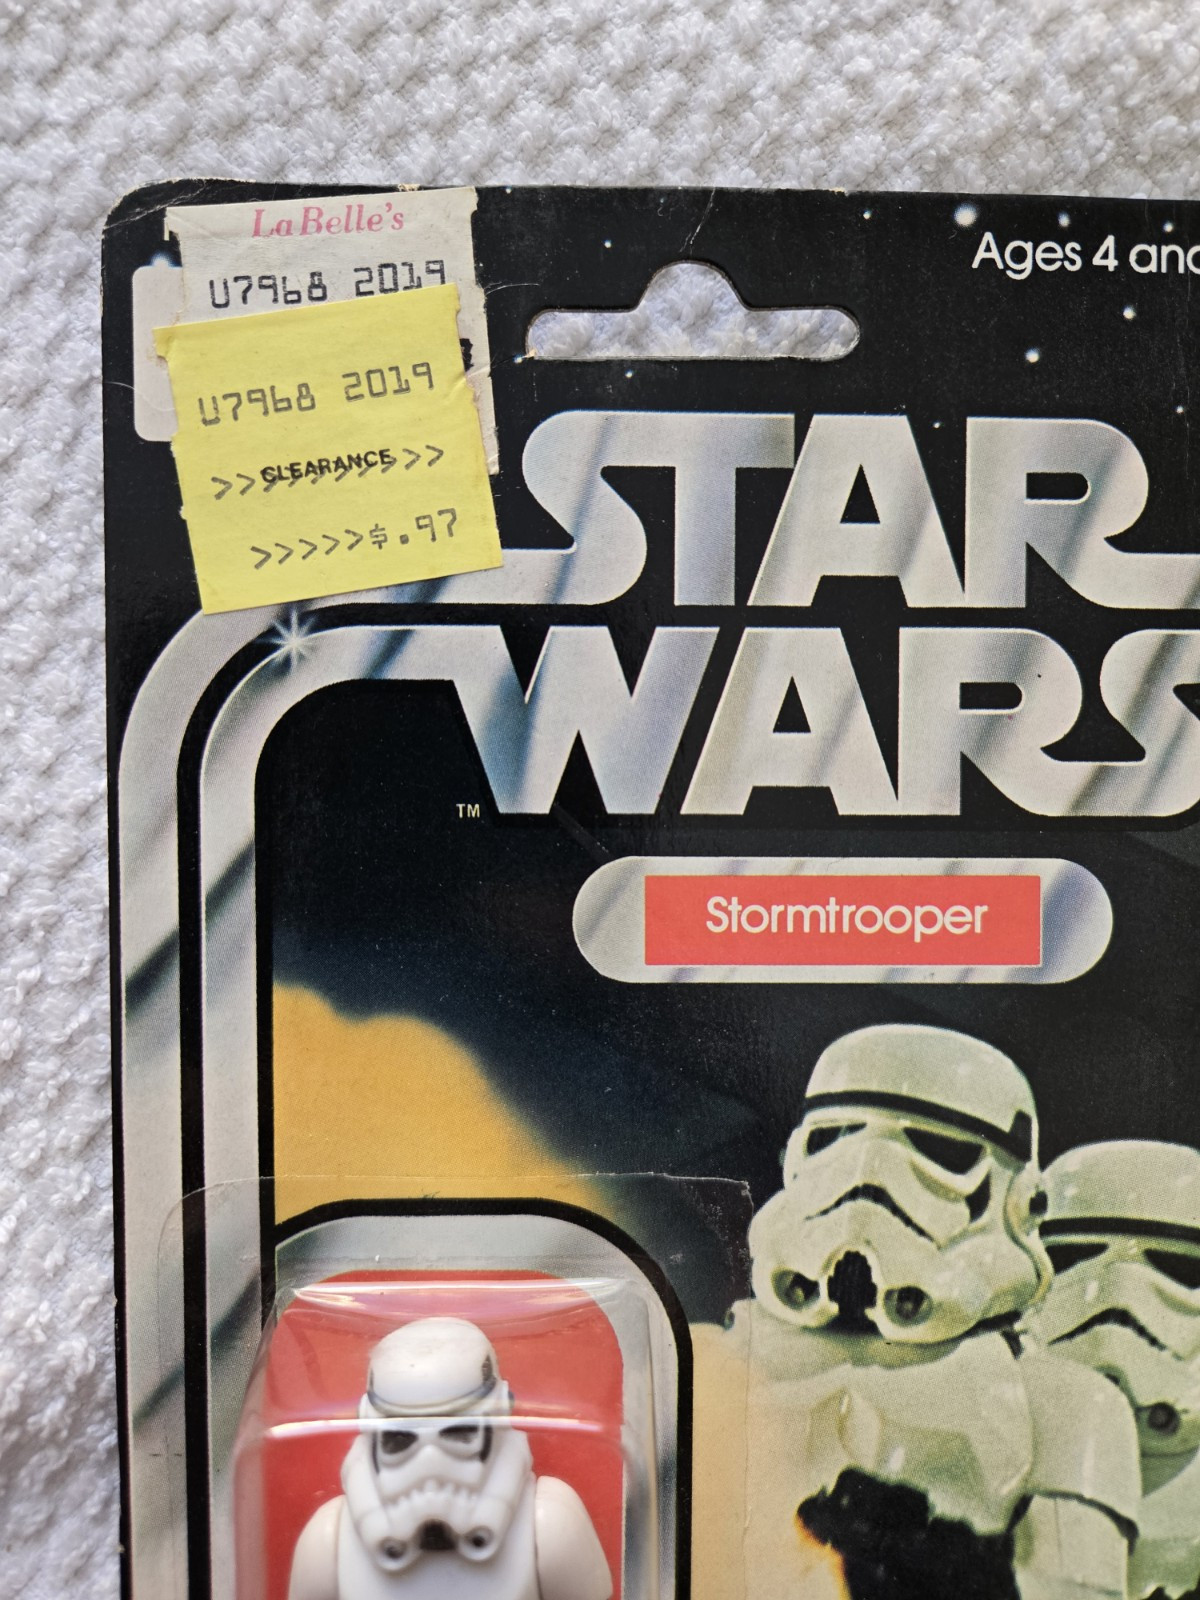 LaBelle's
U7968 2019
U7968 2019
>>CLEARANCE>>
>>>>>$.97
Ages 4 and
STAR
WARS
TM
Stormtrooper